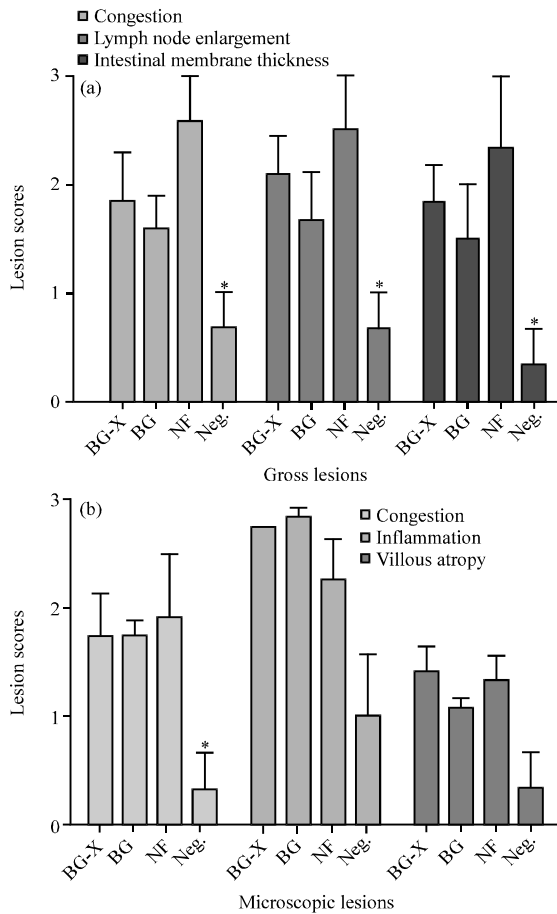 Congestion
Lymph node enlargement
Intestinal membrane thickness
(a)
3
2
1
0
Lesion scores
*
*
*
BG-X BG NF Neg. BG-X BG NF Neg. BG-X BG NF Neg.
Gross lesions
(b)
Congestion
Inflammation
Villous atropy
3
2
1
0
Lesion scores
*
BG-X BG NF Neg. BG-X BG NF Neg. BG-X BG NF Neg.
Microscopic lesions